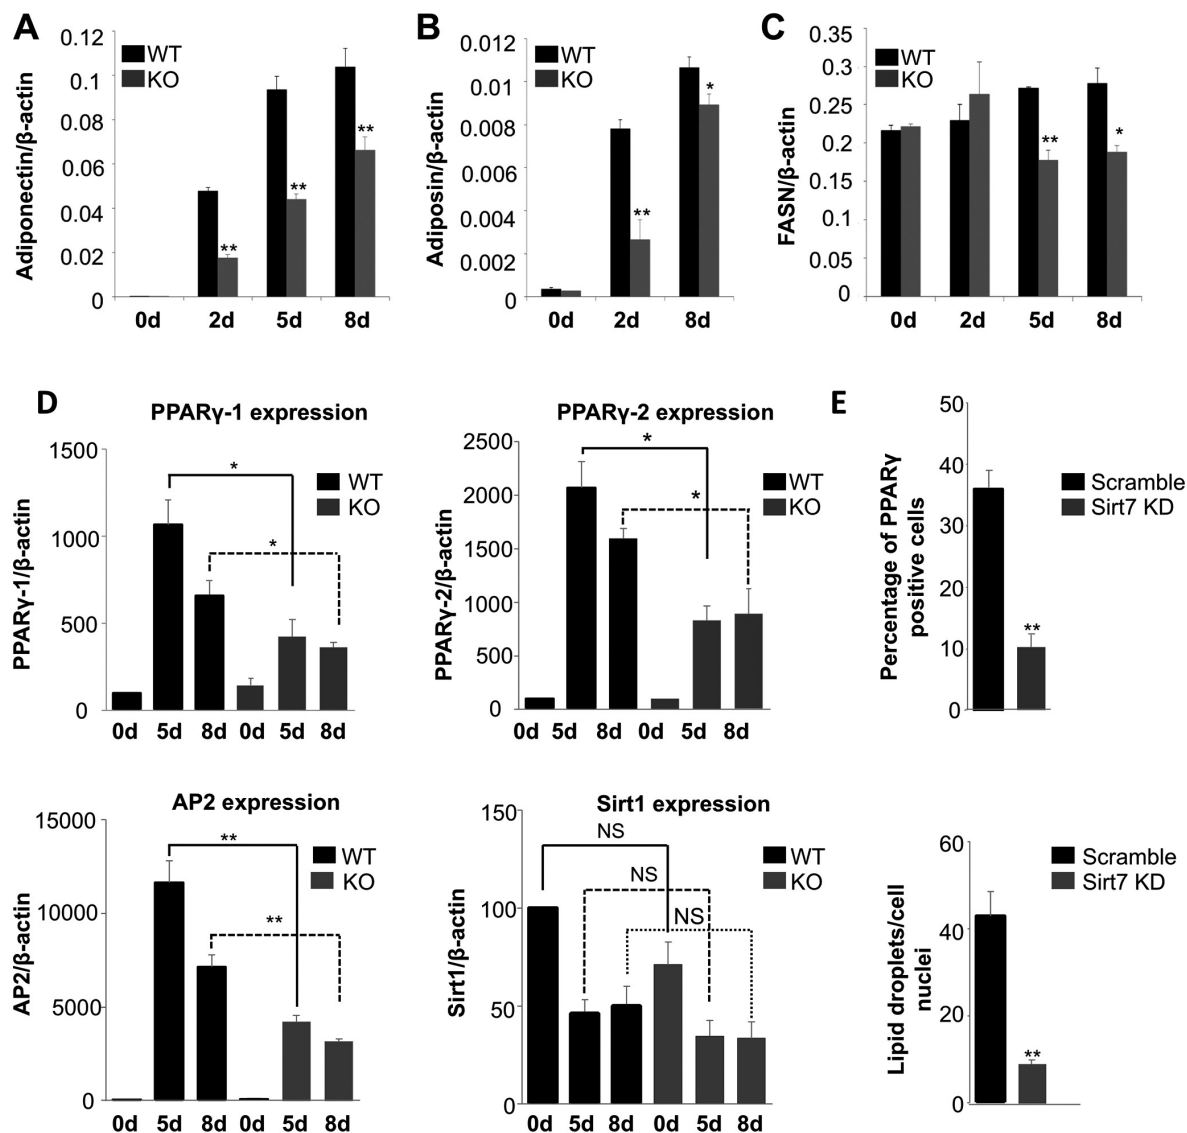 A
Adiponectin/β-actin
0.12
0.1
0.08
0.06
0.04
0.02
0
WT
KO
**
**
**
0d
2d
5d
8d
B
Adiposin/β-actin
0.012
0.01
0.008
0.006
0.004
0.002
0
WT
KO
**
*
0d
2d
8d
C
FASN/β-actin
0.35
0.3
0.25
0.2
0.15
0.1
0.05
0
WT
KO
**
*
0d
2d
5d
8d
D
PPARγ-1 expression
PPARγ-1/β-actin
1500
1000
500
0
WT
KO
*
*
0d 5d 8d 0d 5d 8d
PPARγ-2 expression
PPARγ-2/β-actin
2500
2000
1500
1000
500
0
WT
KO
*
*
0d 5d 8d 0d 5d 8d
E
Percentage of PPARγ
positive cells
50
40
30
20
10
0
Scramble
Sirt7 KD
**
AP2 expression
AP2/β-actin
15000
10000
5000
0
WT
KO
**
**
0d 5d 8d 0d 5d 8d
Sirt1 expression
Sirt1/β-actin
150
100
50
0
WT
KO
NS
NS
NS
0d 5d 8d 0d 5d 8d
Lipid droplets/cell
nuclei
60
40
20
0
Scramble
Sirt7 KD
**